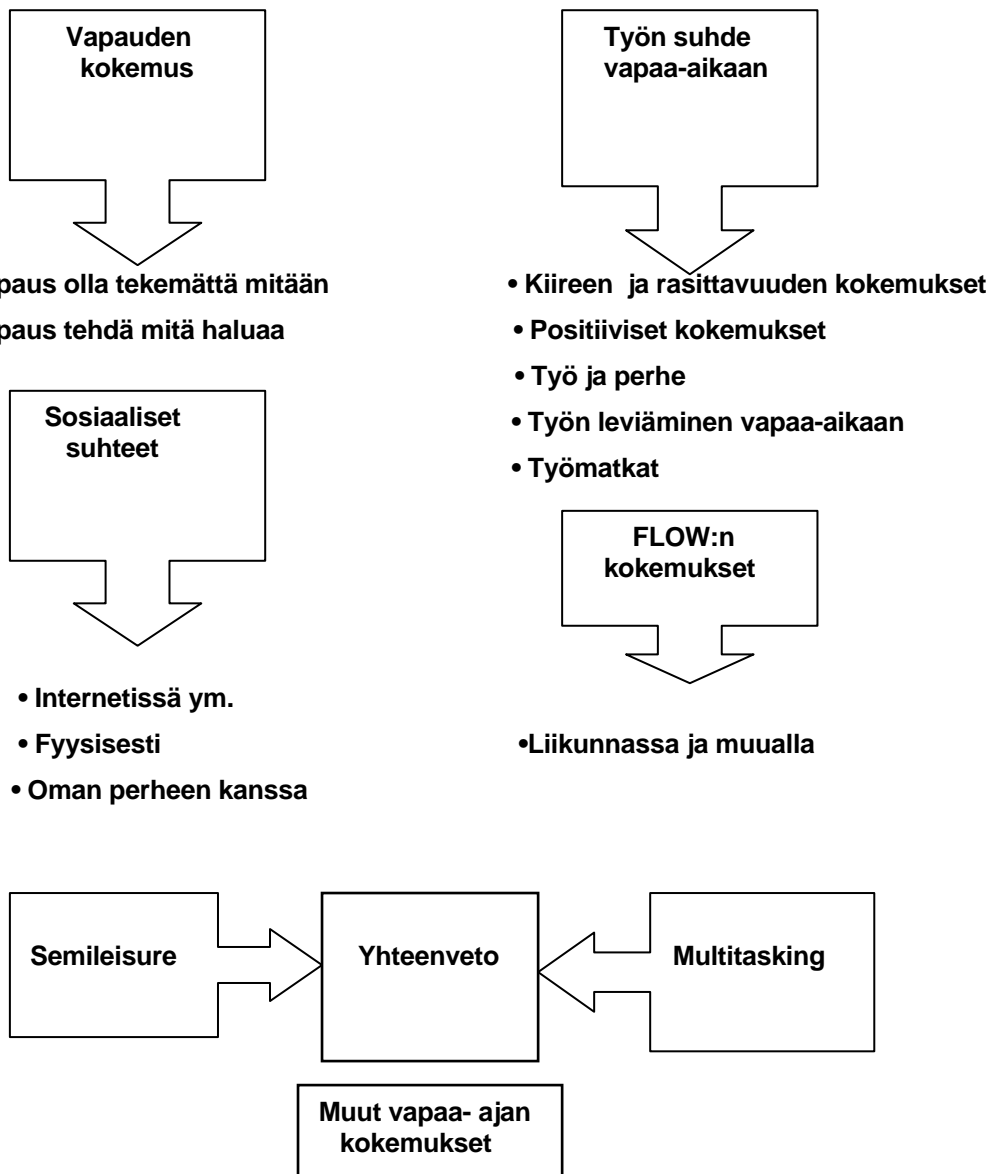 Vapauden
kokemus
paus olla tekemättä mitään
paus tehdä mitä haluaa
Sosiaaliset
suhteet
• Internetissä ym.
• Fyysisesti
• Oman perheen kanssa
Työn suhde
vapaa-aikaan
• Kiireen ja rasittavuuden kokemukset
• Positiiviset kokemukset
• Työ ja perhe
• Työn leviäminen vapaa-aikaan
• Työmatkat
FLOW:n
kokemukset
•Liikunnassa ja muualla
Semileisure
Yhteenveto
Multitasking
Muut vapaa- ajan
kokemukset